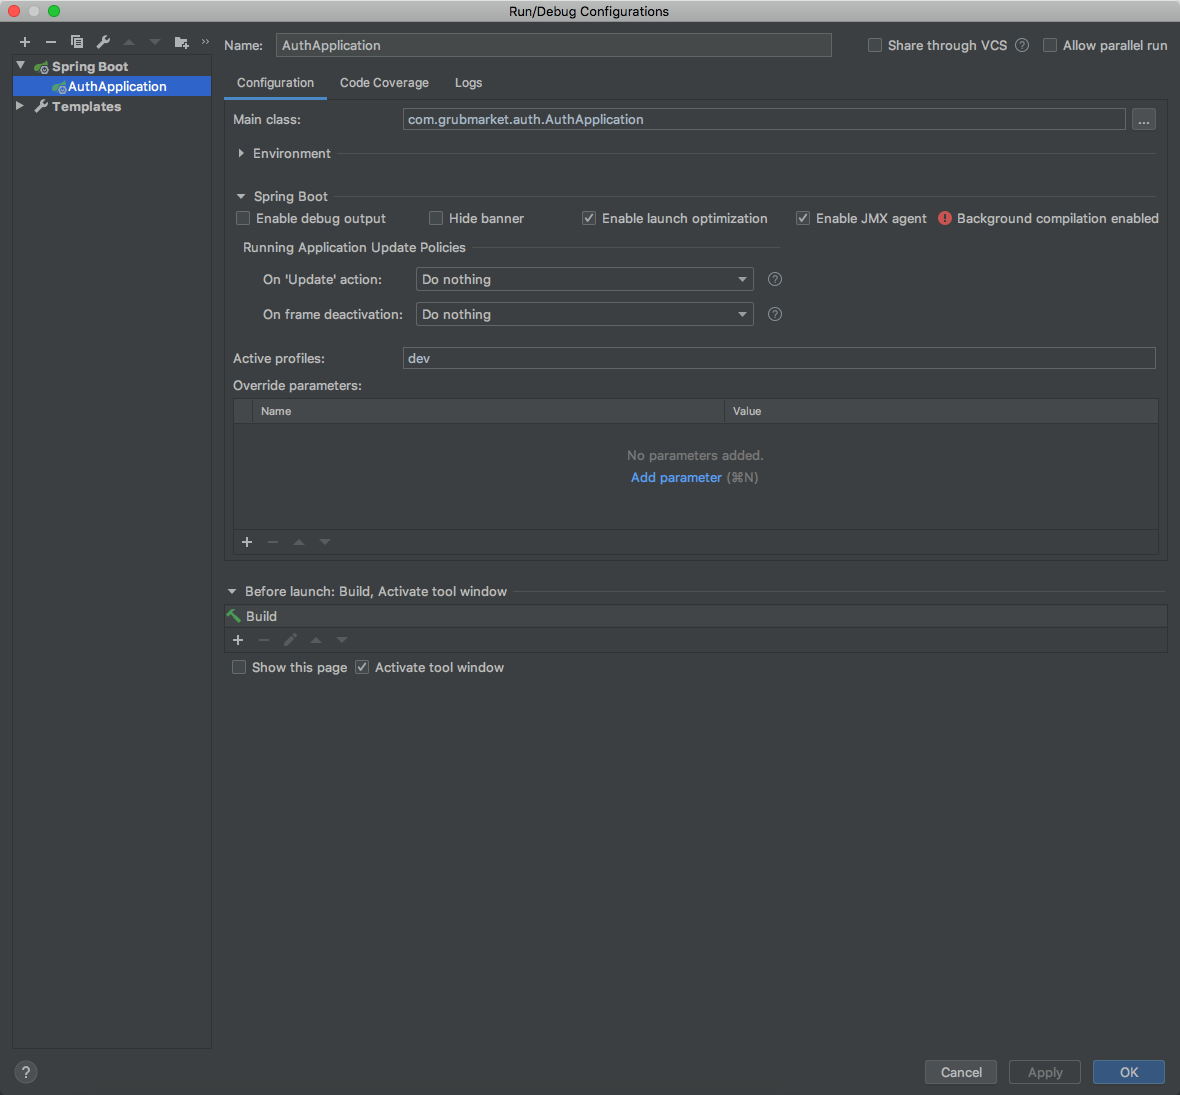 Run/Debug Configurations
Name: AuthApplication Share through VCS ? Allow parallel run
Spring Boot
AuthApplication
Templates
Configuration Code Coverage Logs
Main class: com.grubmarket.auth.AuthApplication ...
Environment
Spring Boot
Enable debug output Hide banner Enable launch optimization Enable JMX agent ! Background compilation enabled
Running Application Update Policies
On 'Update' action: Do nothing ?
On frame deactivation: Do nothing ?
Active profiles: dev
Override parameters:
Name Value
No parameters added.
Add parameter (⌘N)
Before launch: Build, Activate tool window
Build
Show this page Activate tool window
? Cancel Apply OK